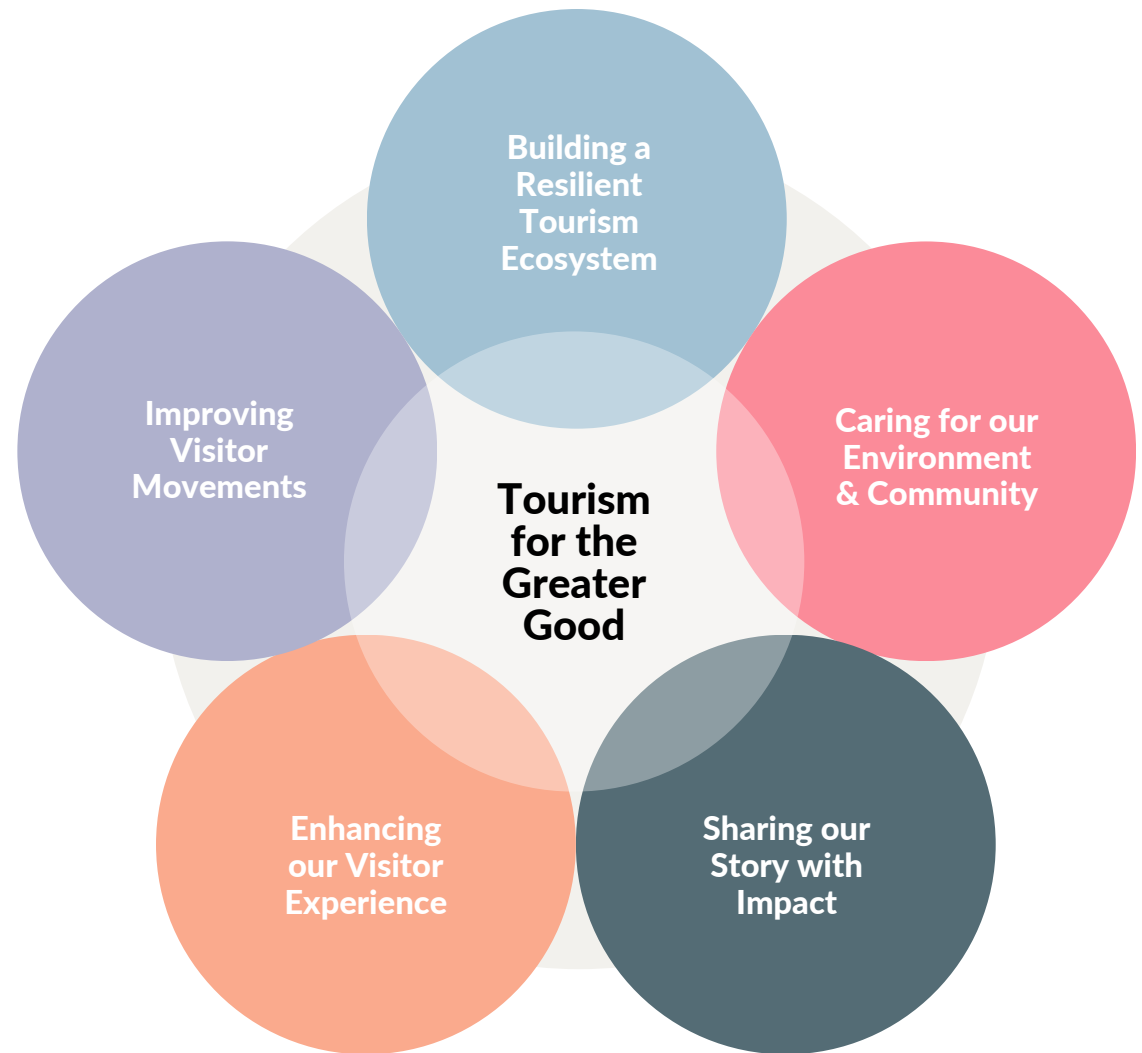 Building a
Resilient
Tourism
Ecosystem
Improving
Visitor
Movements
Caring for our
Environment
& Community
Tourism
for the
Greater
Good
Enhancing
our Visitor
Experience
Sharing our
Story with
Impact